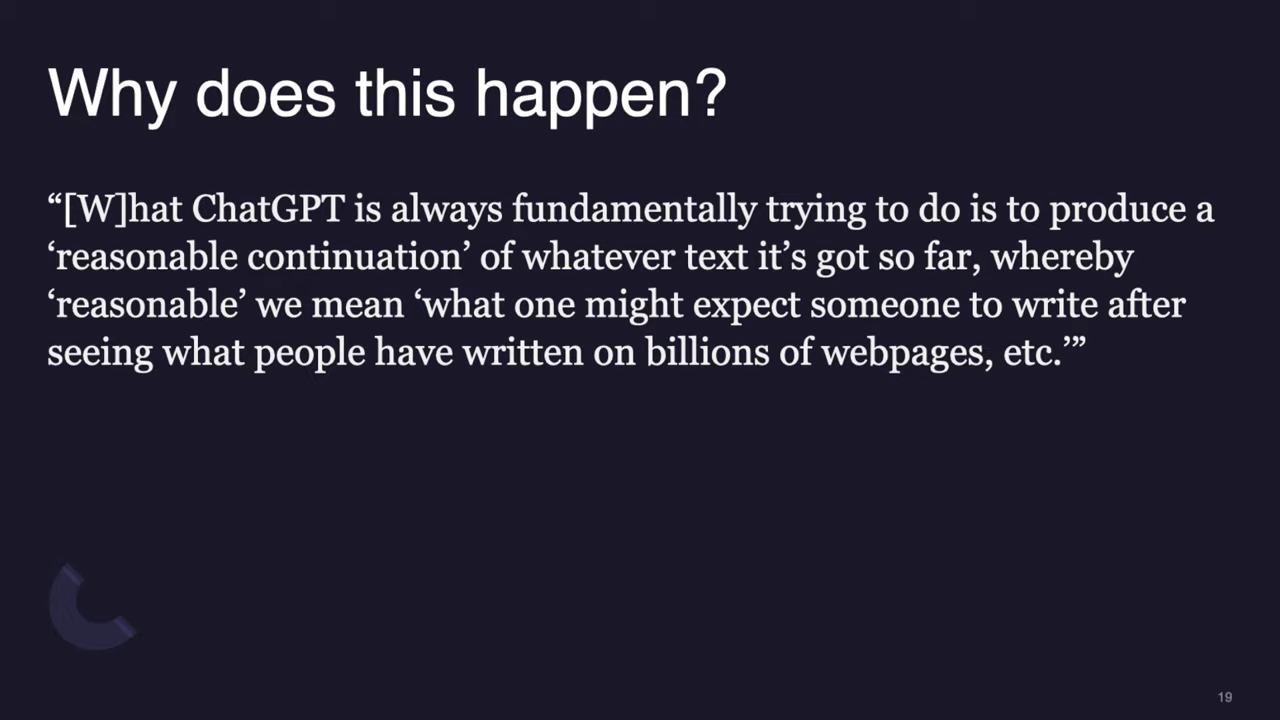 Why does this happen?
“[W]hat ChatGPT is always fundamentally trying to do is to produce a
‘reasonable continuation’ of whatever text it’s got so far, whereby
‘reasonable’ we mean ‘what one might expect someone to write after
seeing what people have written on billions of webpages, etc.’”
19